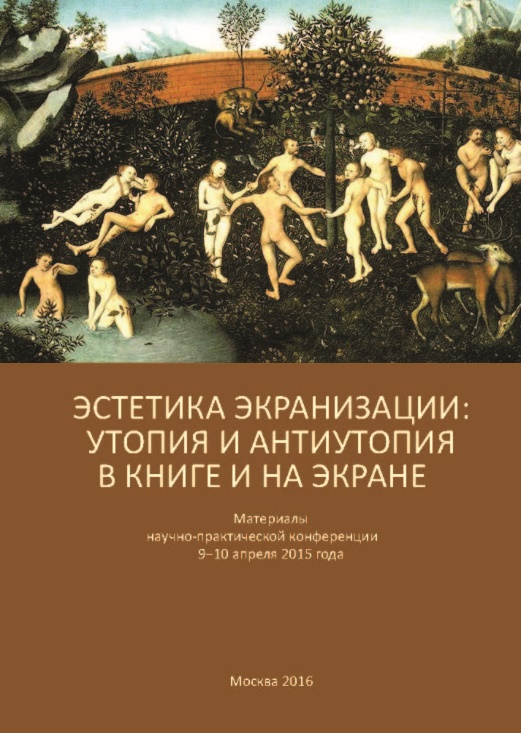 ЭСТЕТИКА ЭКРАНИЗАЦИИ:
УТОПИЯ И АНТИУТОПИЯ
В КНИГЕ И НА ЭКРАНЕ
Материалы
научно-практической конференции
9–10 апреля 2015 года
Москва 2016